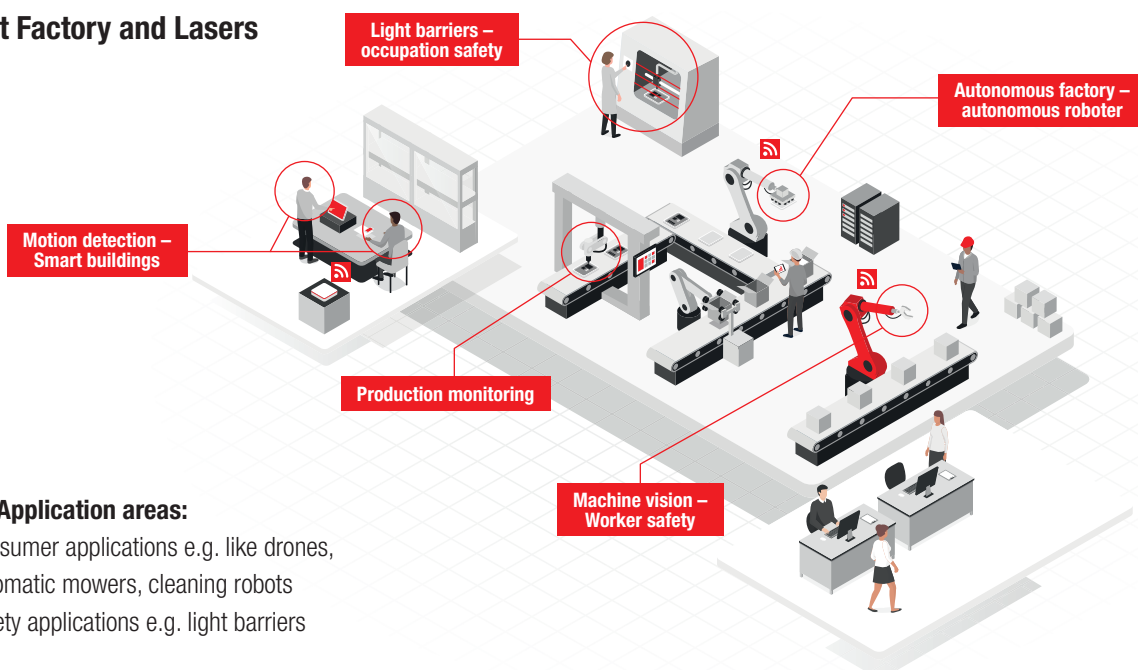 t Factory and Lasers
Light barriers –
occupation safety
Autonomous factory –
autonomous roboter
Motion detection –
Smart buildings
Production monitoring
Machine vision –
Worker safety
Application areas:
sumer applications e.g. like drones,
omatic mowers, cleaning robots
ety applications e.g. light barriers